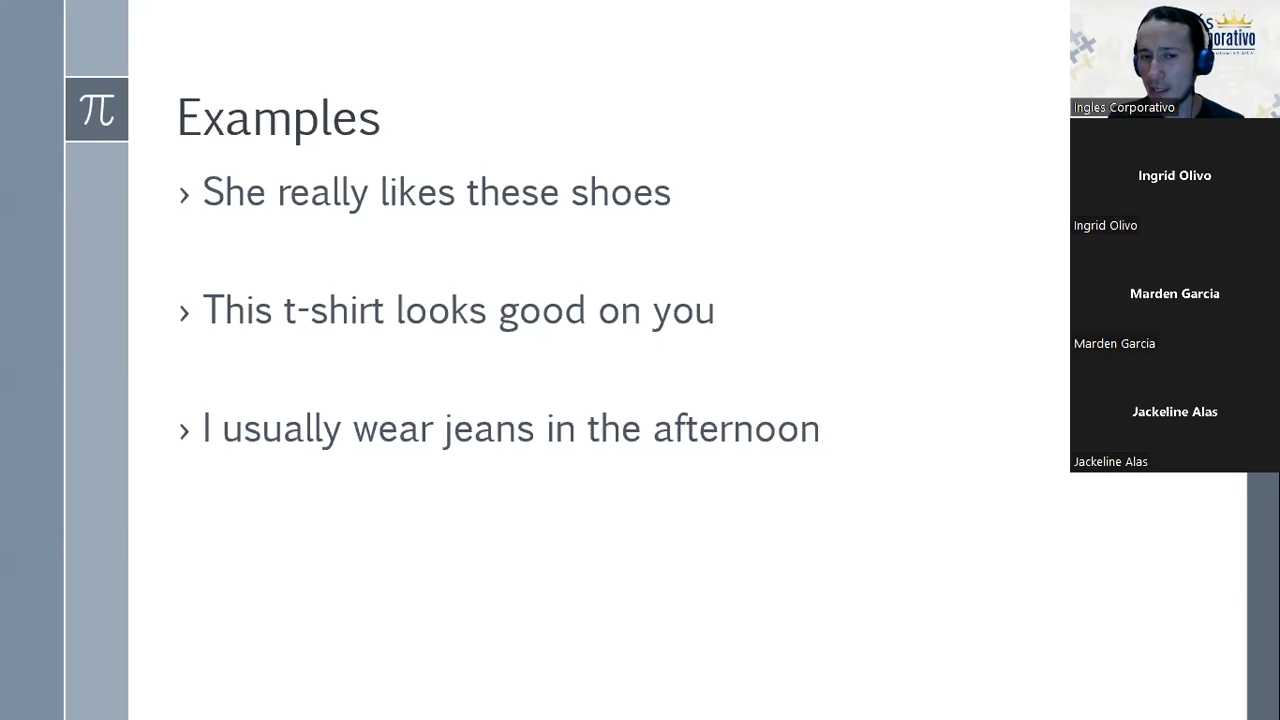 π
Examples
› She really likes these shoes
› This t-shirt looks good on you
› I usually wear jeans in the afternoon
Ingles Corporativo
Ingrid Olivo
Ingrid Olivo
Marden Garcia
Marden Garcia
Jackeline Alas
Jackeline Alas